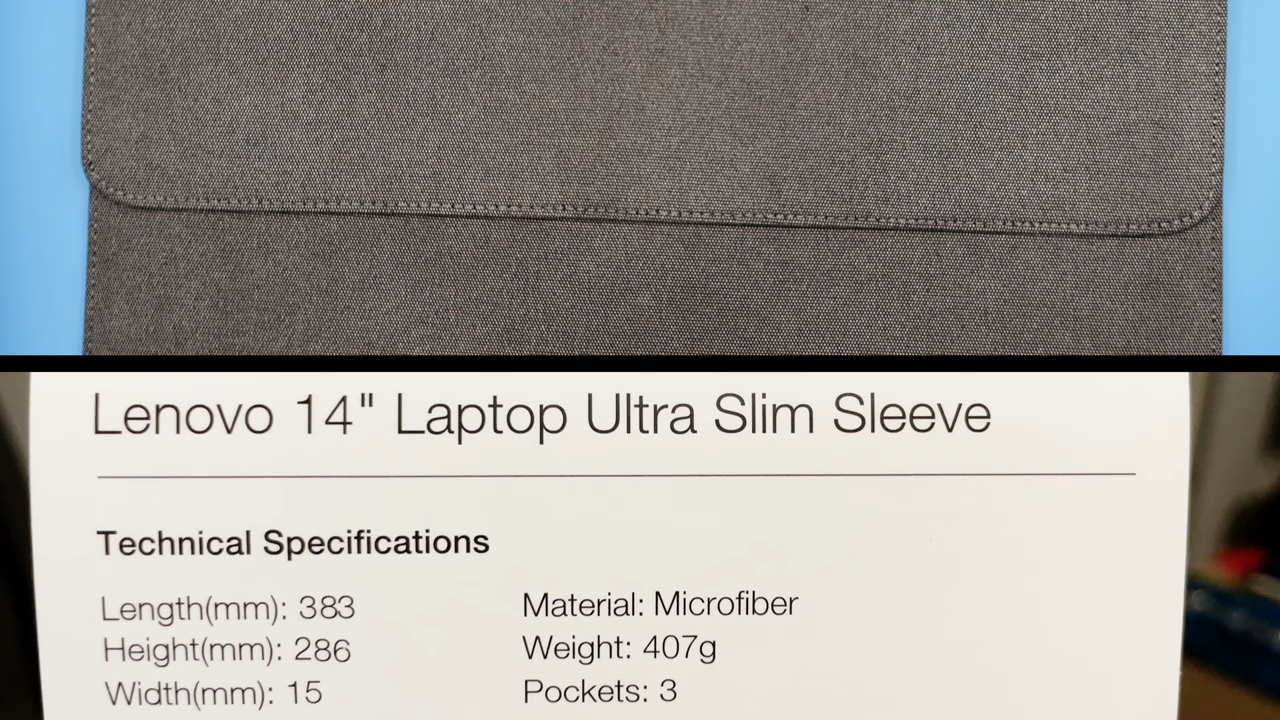 Lenovo 14" Laptop Ultra Slim Sleeve
Technical Specifications
Length(mm): 383
Height(mm): 286
Width(mm): 15
Material: Microfiber
Weight: 407g
Pockets: 3